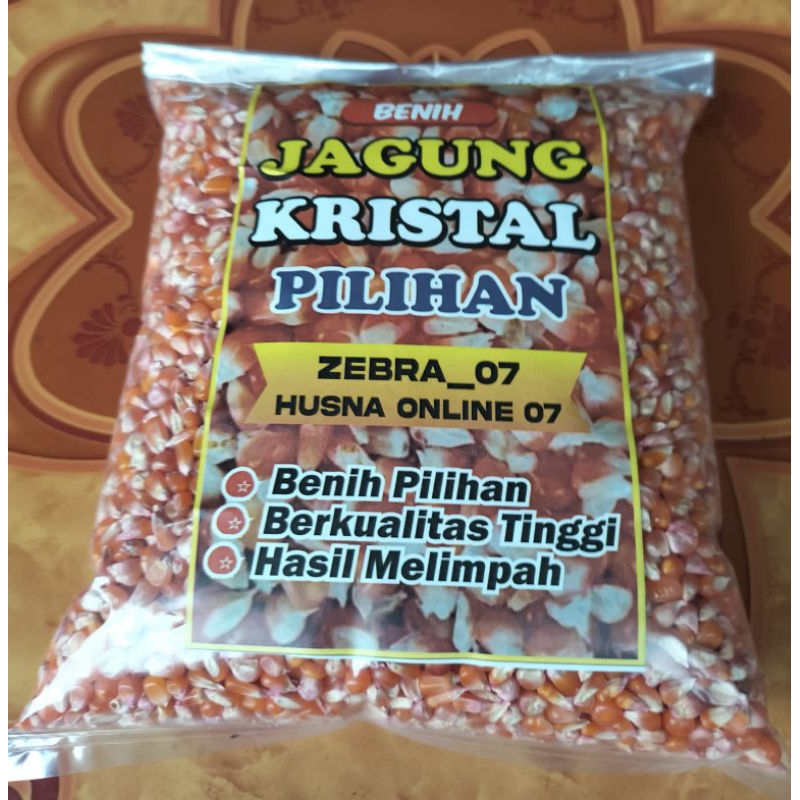 BENIH
JAGUNG
KRISTAL
PILIHAN
ZEBRA_07
HUSNA ONLINE 07
Benih Pilihan
Berkualitas Tinggi
Hasil Melimpah